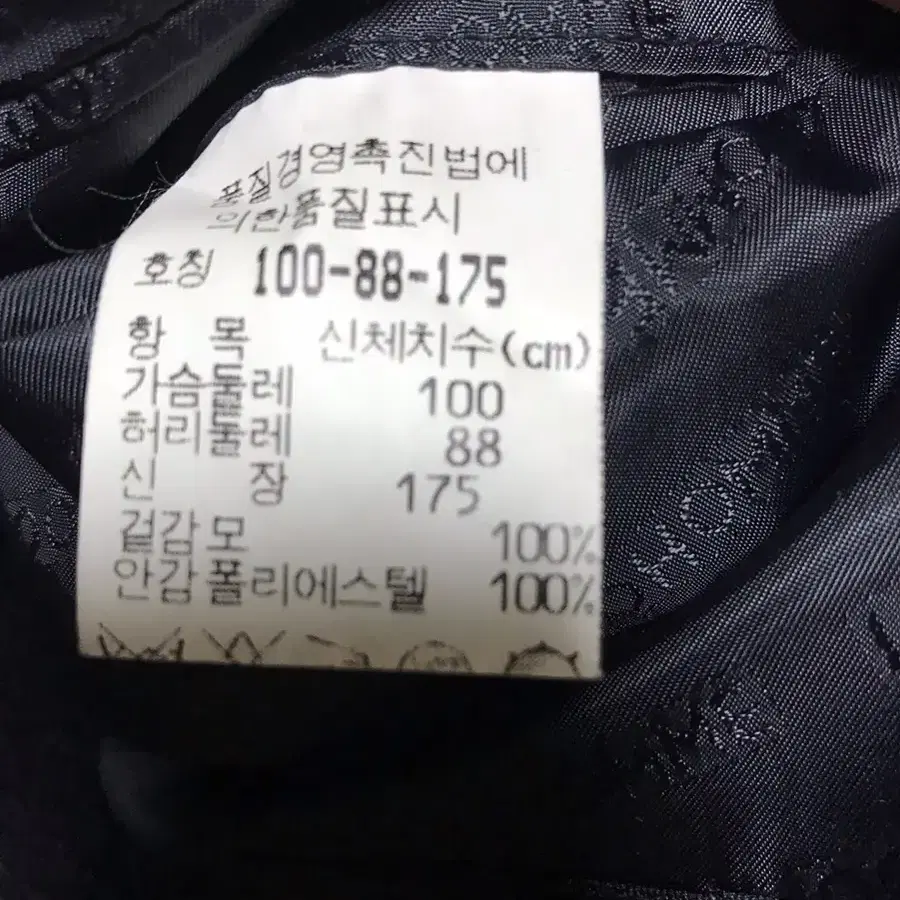 품질경영촉진법에
의한품질표시
호칭 100-88-175
항 목 신체치수(cm)
가슴둘레 100
허리둘레 88
신 장 175
겉감 모 100%
안감 폴리에스텔 100%